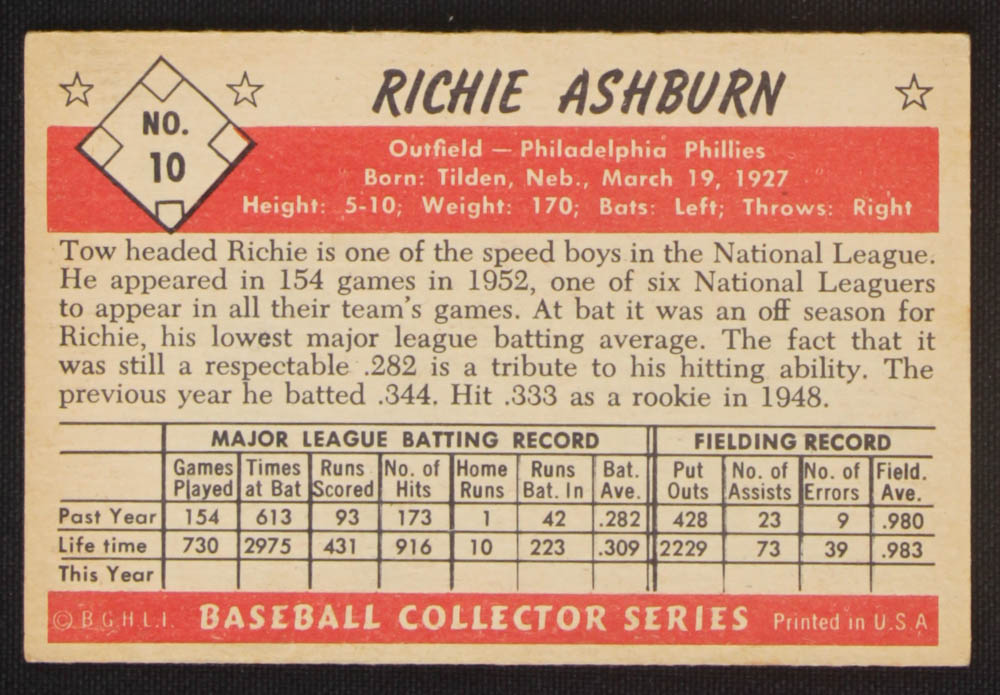 RICHIE ASHBURN
NO.
10
Outfield — Philadelphia Phillies
Born: Tilden, Neb., March 19, 1927
Height: 5-10; Weight: 170; Bats: Left; Throws: Right
Tow headed Richie is one of the speed boys in the National League.
He appeared in 154 games in 1952, one of six National Leaguers
to appear in all their team's games. At bat it was an off season for
Richie, his lowest major league batting average. The fact that it
was still a respectable .282 is a tribute to his hitting ability. The
previous year he batted .344. Hit .333 as a rookie in 1948.
MAJOR LEAGUE BATTING RECORD FIELDING RECORD
Games Times Runs No. of Home Runs Bat. Put No. of No. of Field.
Played at Bat Scored Hits Runs Bat. In Ave. Outs Assists Errors Ave.
Past Year 154 613 93 173 1 42 .282 428 23 9 .980
Life time 730 2975 431 916 10 223 .309 2229 73 39 .983
This Year
© B.G.H.L.I. BASEBALL COLLECTOR SERIES Printed in U.S.A